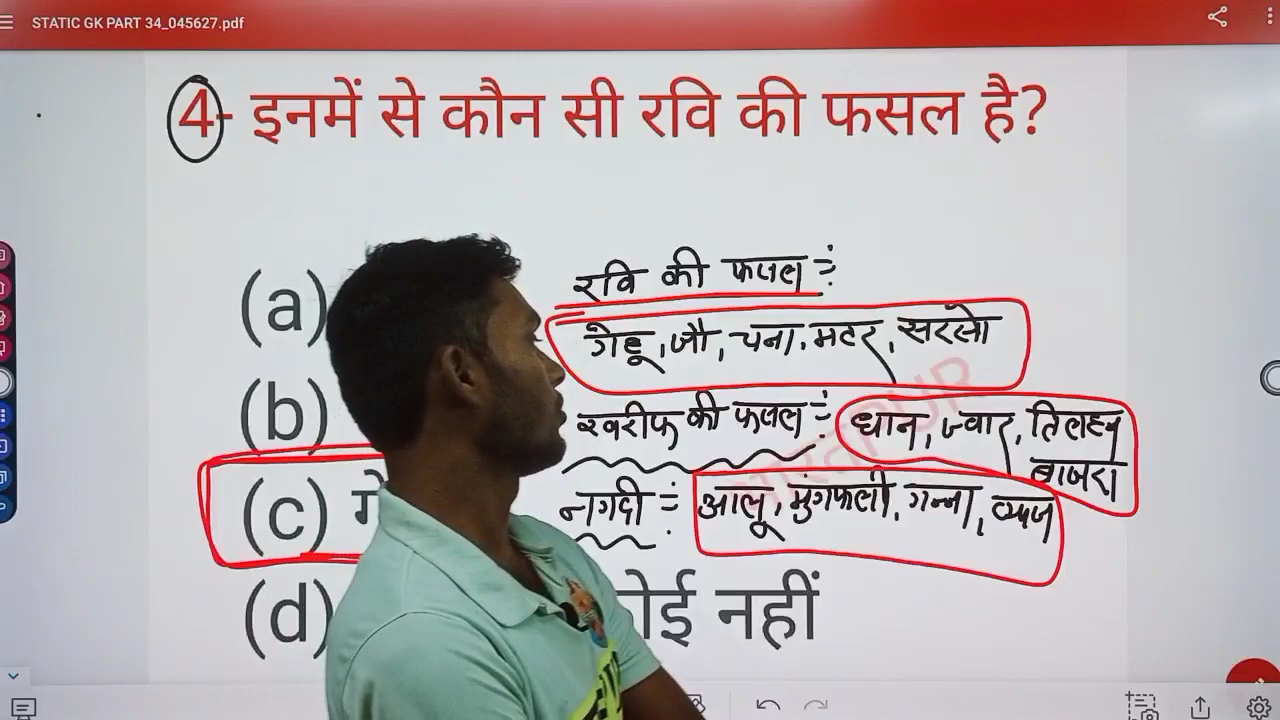 STATIC GK PART 34_045627.pdf
4- इनमें से कौन सी रवि की फसल है?
(a)
रवि की फसल :-
गेहू, जौ, चना, मटर, सरसो
(b)
खरीफ की फसल :-
धान, ज्वार, तिलहन
बाजरा
(c) गे
नगदी :-
आलू, मुंगफली, गन्ना, प्याज
(d)
कोई नहीं